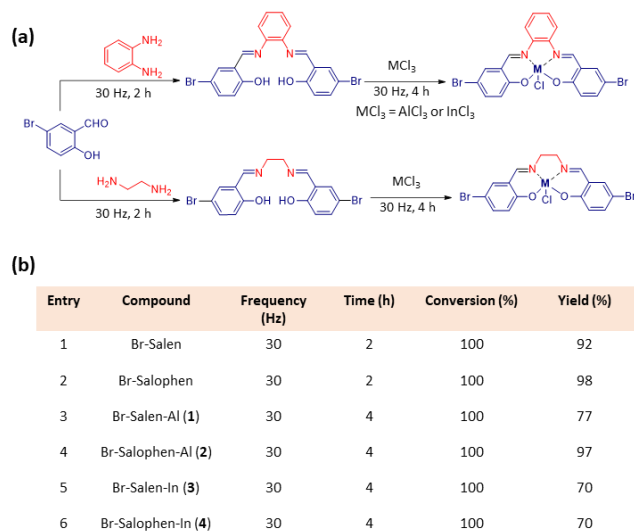 (a)
NH₂
NH₂
30 Hz, 2 h
N N
OH HO
Br Br
MCl₃
30 Hz, 4 h
MCl₃ = AlCl₃ or InCl₃
N N
M
Cl
O O
Br Br
Br
CHO
OH
H₂N
NH₂
30 Hz, 2 h
N N
OH HO
Br Br
MCl₃
30 Hz, 4 h
N N
M
Cl
O O
Br Br
(b)
Entry Compound Frequency (Hz) Time (h) Conversion (%) Yield (%)
1 Br-Salen 30 2 100 92
2 Br-Salophen 30 2 100 98
3 Br-Salen-Al (1) 30 4 100 77
4 Br-Salophen-Al (2) 30 4 100 97
5 Br-Salen-In (3) 30 4 100 70
6 Br-Salophen-In (4) 30 4 100 70